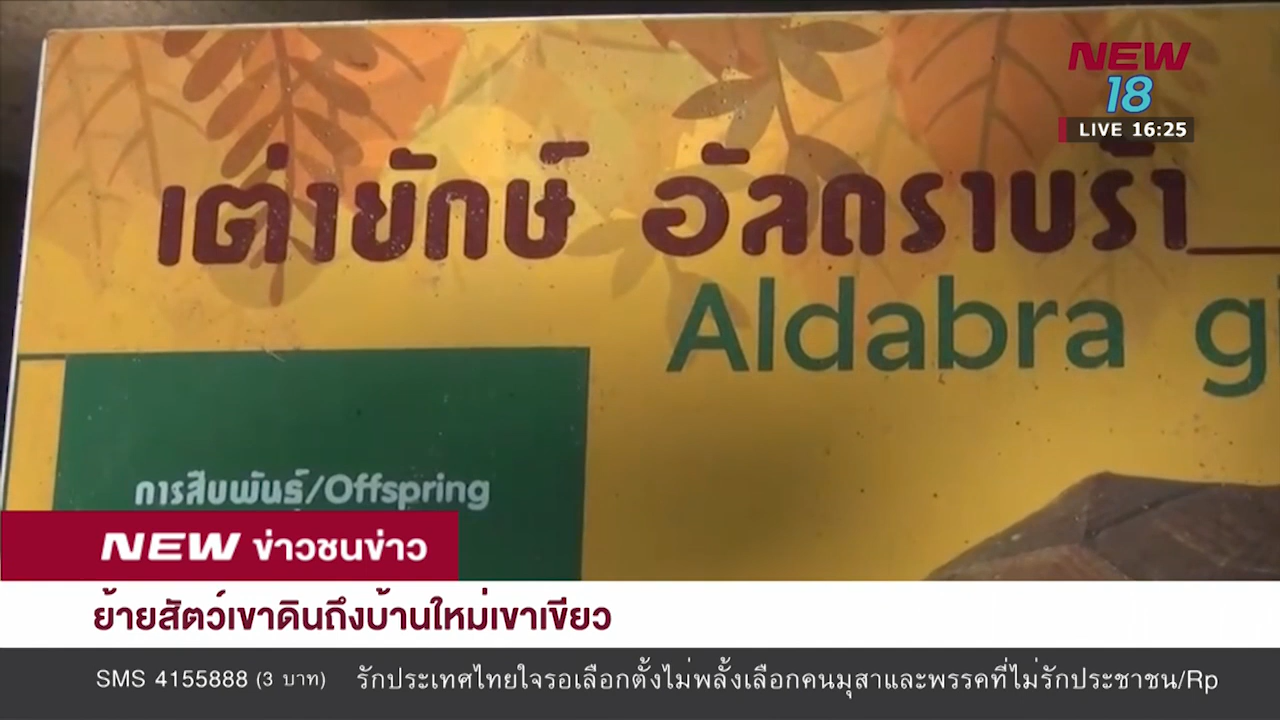 NEW
18
LIVE 16:25
เต่ายักษ์ อัลดราบร้า
Aldabra gi
การสืบพันธุ์/Offspring
NEW ข่าวชนข่าว
ย้ายสัตว์เขาดินถึงบ้านใหม่เขาเขียว
SMS 4155888 (3 บาท) รักประเทศไทยใจรอเลือกตั้งไม่พลั้งเลือกคนมุสาและพรรคที่ไม่รักประชาชน/Rp